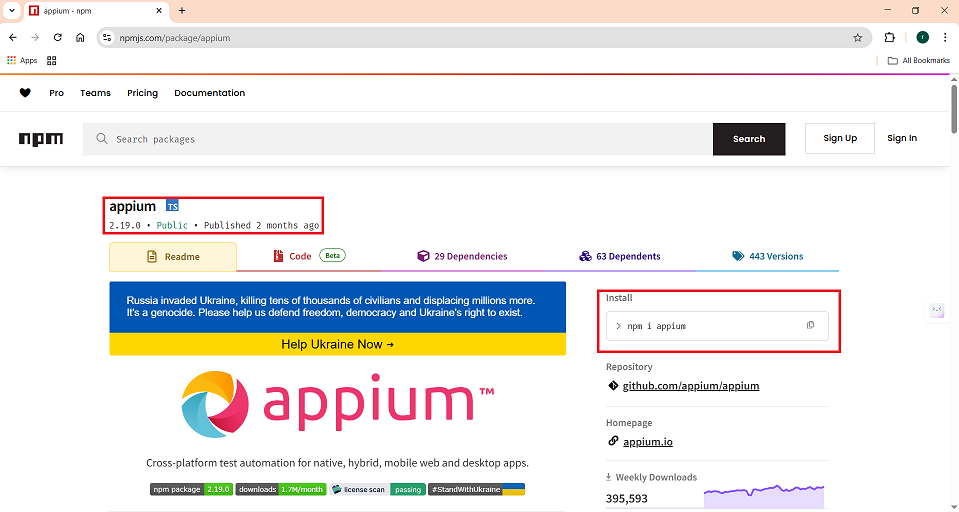 appium - npm
npmjs.com/package/appium
r
Apps
All Bookmarks
Pro
Teams
Pricing
Documentation
npm
Search packages
Search
Sign Up
Sign In
appium TS
2.19.0 • Public • Published 2 months ago
Readme
Code Beta
29 Dependencies
63 Dependents
443 Versions
Russia invaded Ukraine, killing tens of thousands of civilians and displacing millions more.
It's a genocide. Please help us defend freedom, democracy and Ukraine's right to exist.
Help Ukraine Now →
appium™
Cross-platform test automation for native, hybrid, mobile web and desktop apps.
npm package 2.19.0 downloads 1.7M/month license scan passing #StandWithUkraine
Install
> npm i appium
Repository
github.com/appium/appium
Homepage
appium.io
Weekly Downloads
395,593